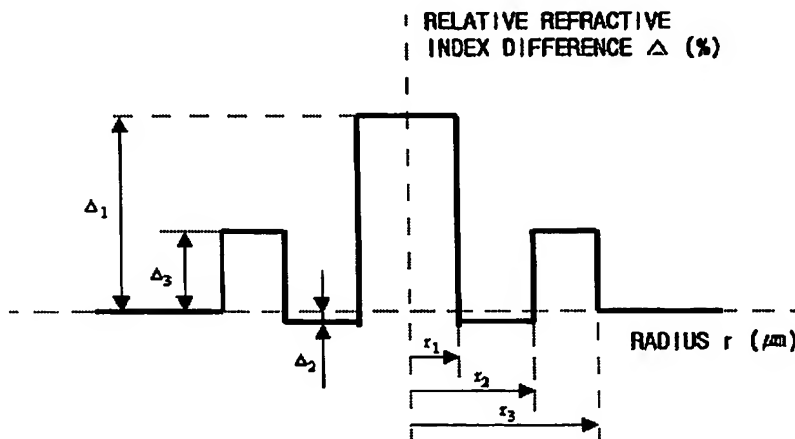 RELATIVE REFRACTIVE
INDEX DIFFERENCE Δ (%)
Δ1
Δ3
Δ2
RADIUS r (μm)
r1
r2
r3